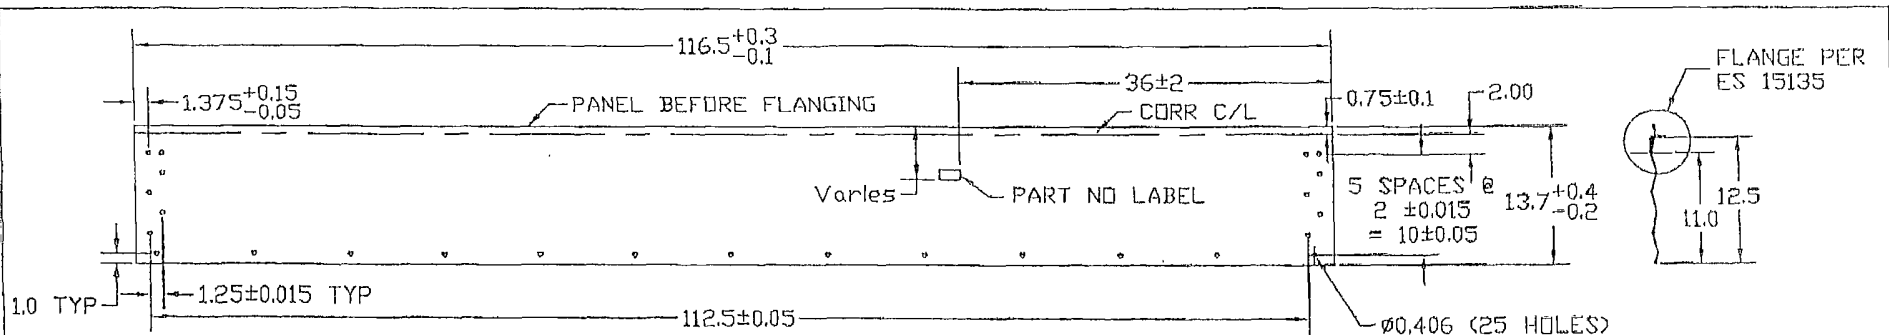 116.5 +0.3 -0.1
36±2
FLANGE PER
ES 15135
1.375 +0.15 -0.05
PANEL BEFORE FLANGING
CORR C/L
0.75±0.1
2.00
Varies
PART NO LABEL
5 SPACES @
2 ±0.015
= 10±0.05
13.7 +0.4 -0.2
12.5
11.0
1.0 TYP
1.25±0.015 TYP
112.5±0.05
ø0.406 (25 HOLES)